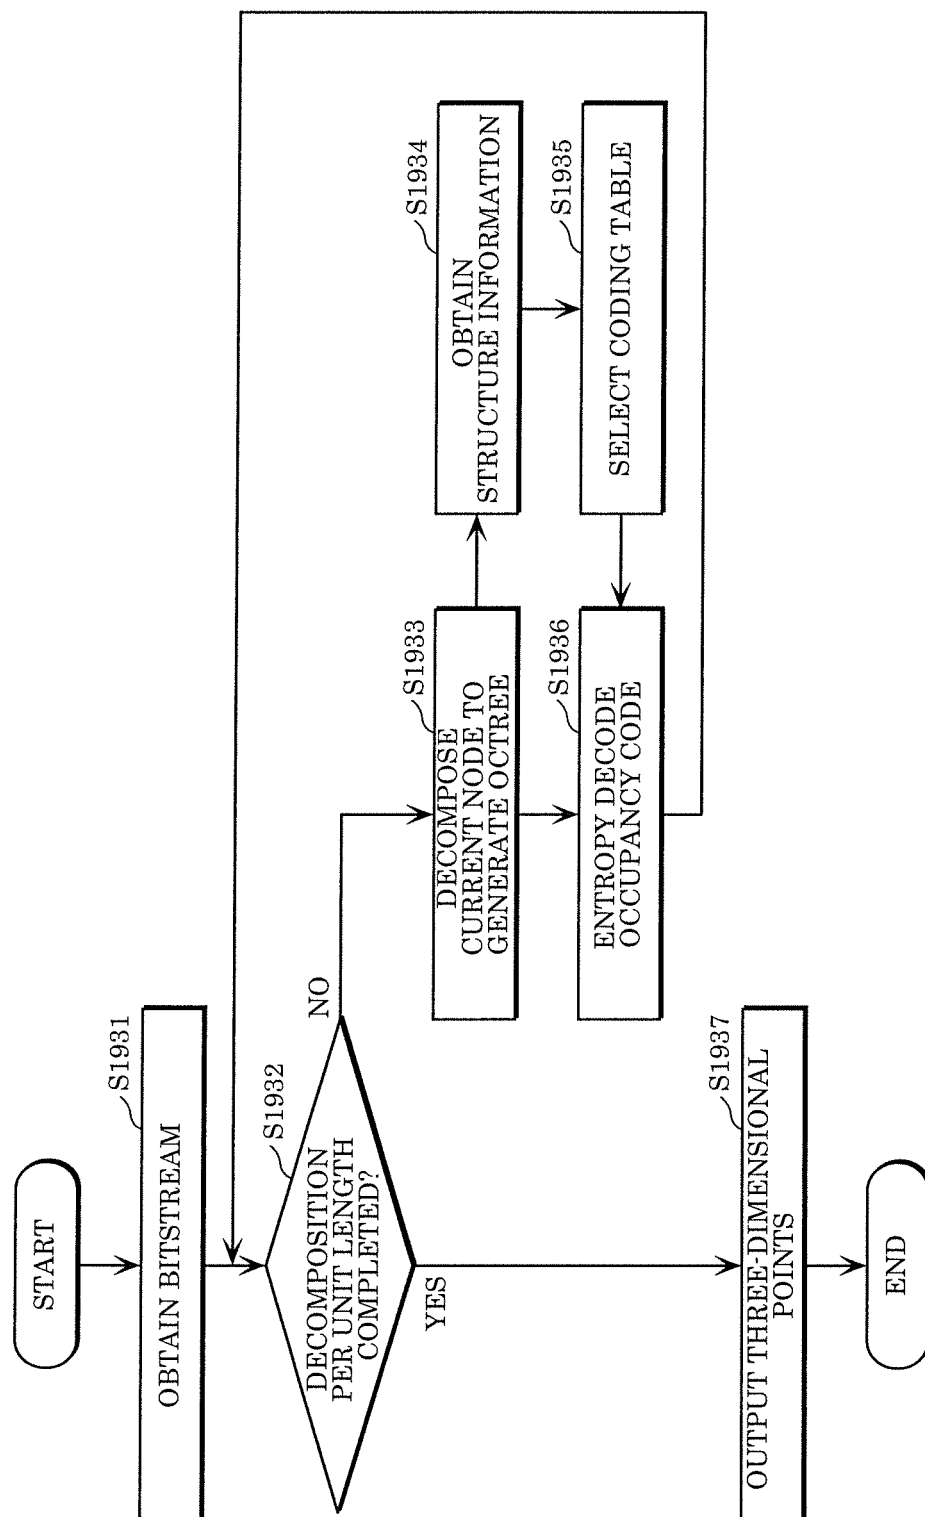 START
S1931
OBTAIN BITSTREAM
S1932
DECOMPOSITION
PER UNIT LENGTH
COMPLETED?
NO
YES
S1933
DECOMPOSE
CURRENT NODE TO
GENERATE OCTREE
S1934
OBTAIN
STRUCTURE INFORMATION
S1935
SELECT CODING TABLE
S1936
ENTROPY DECODE
OCCUPANCY CODE
S1937
OUTPUT THREE-DIMENSIONAL
POINTS
END